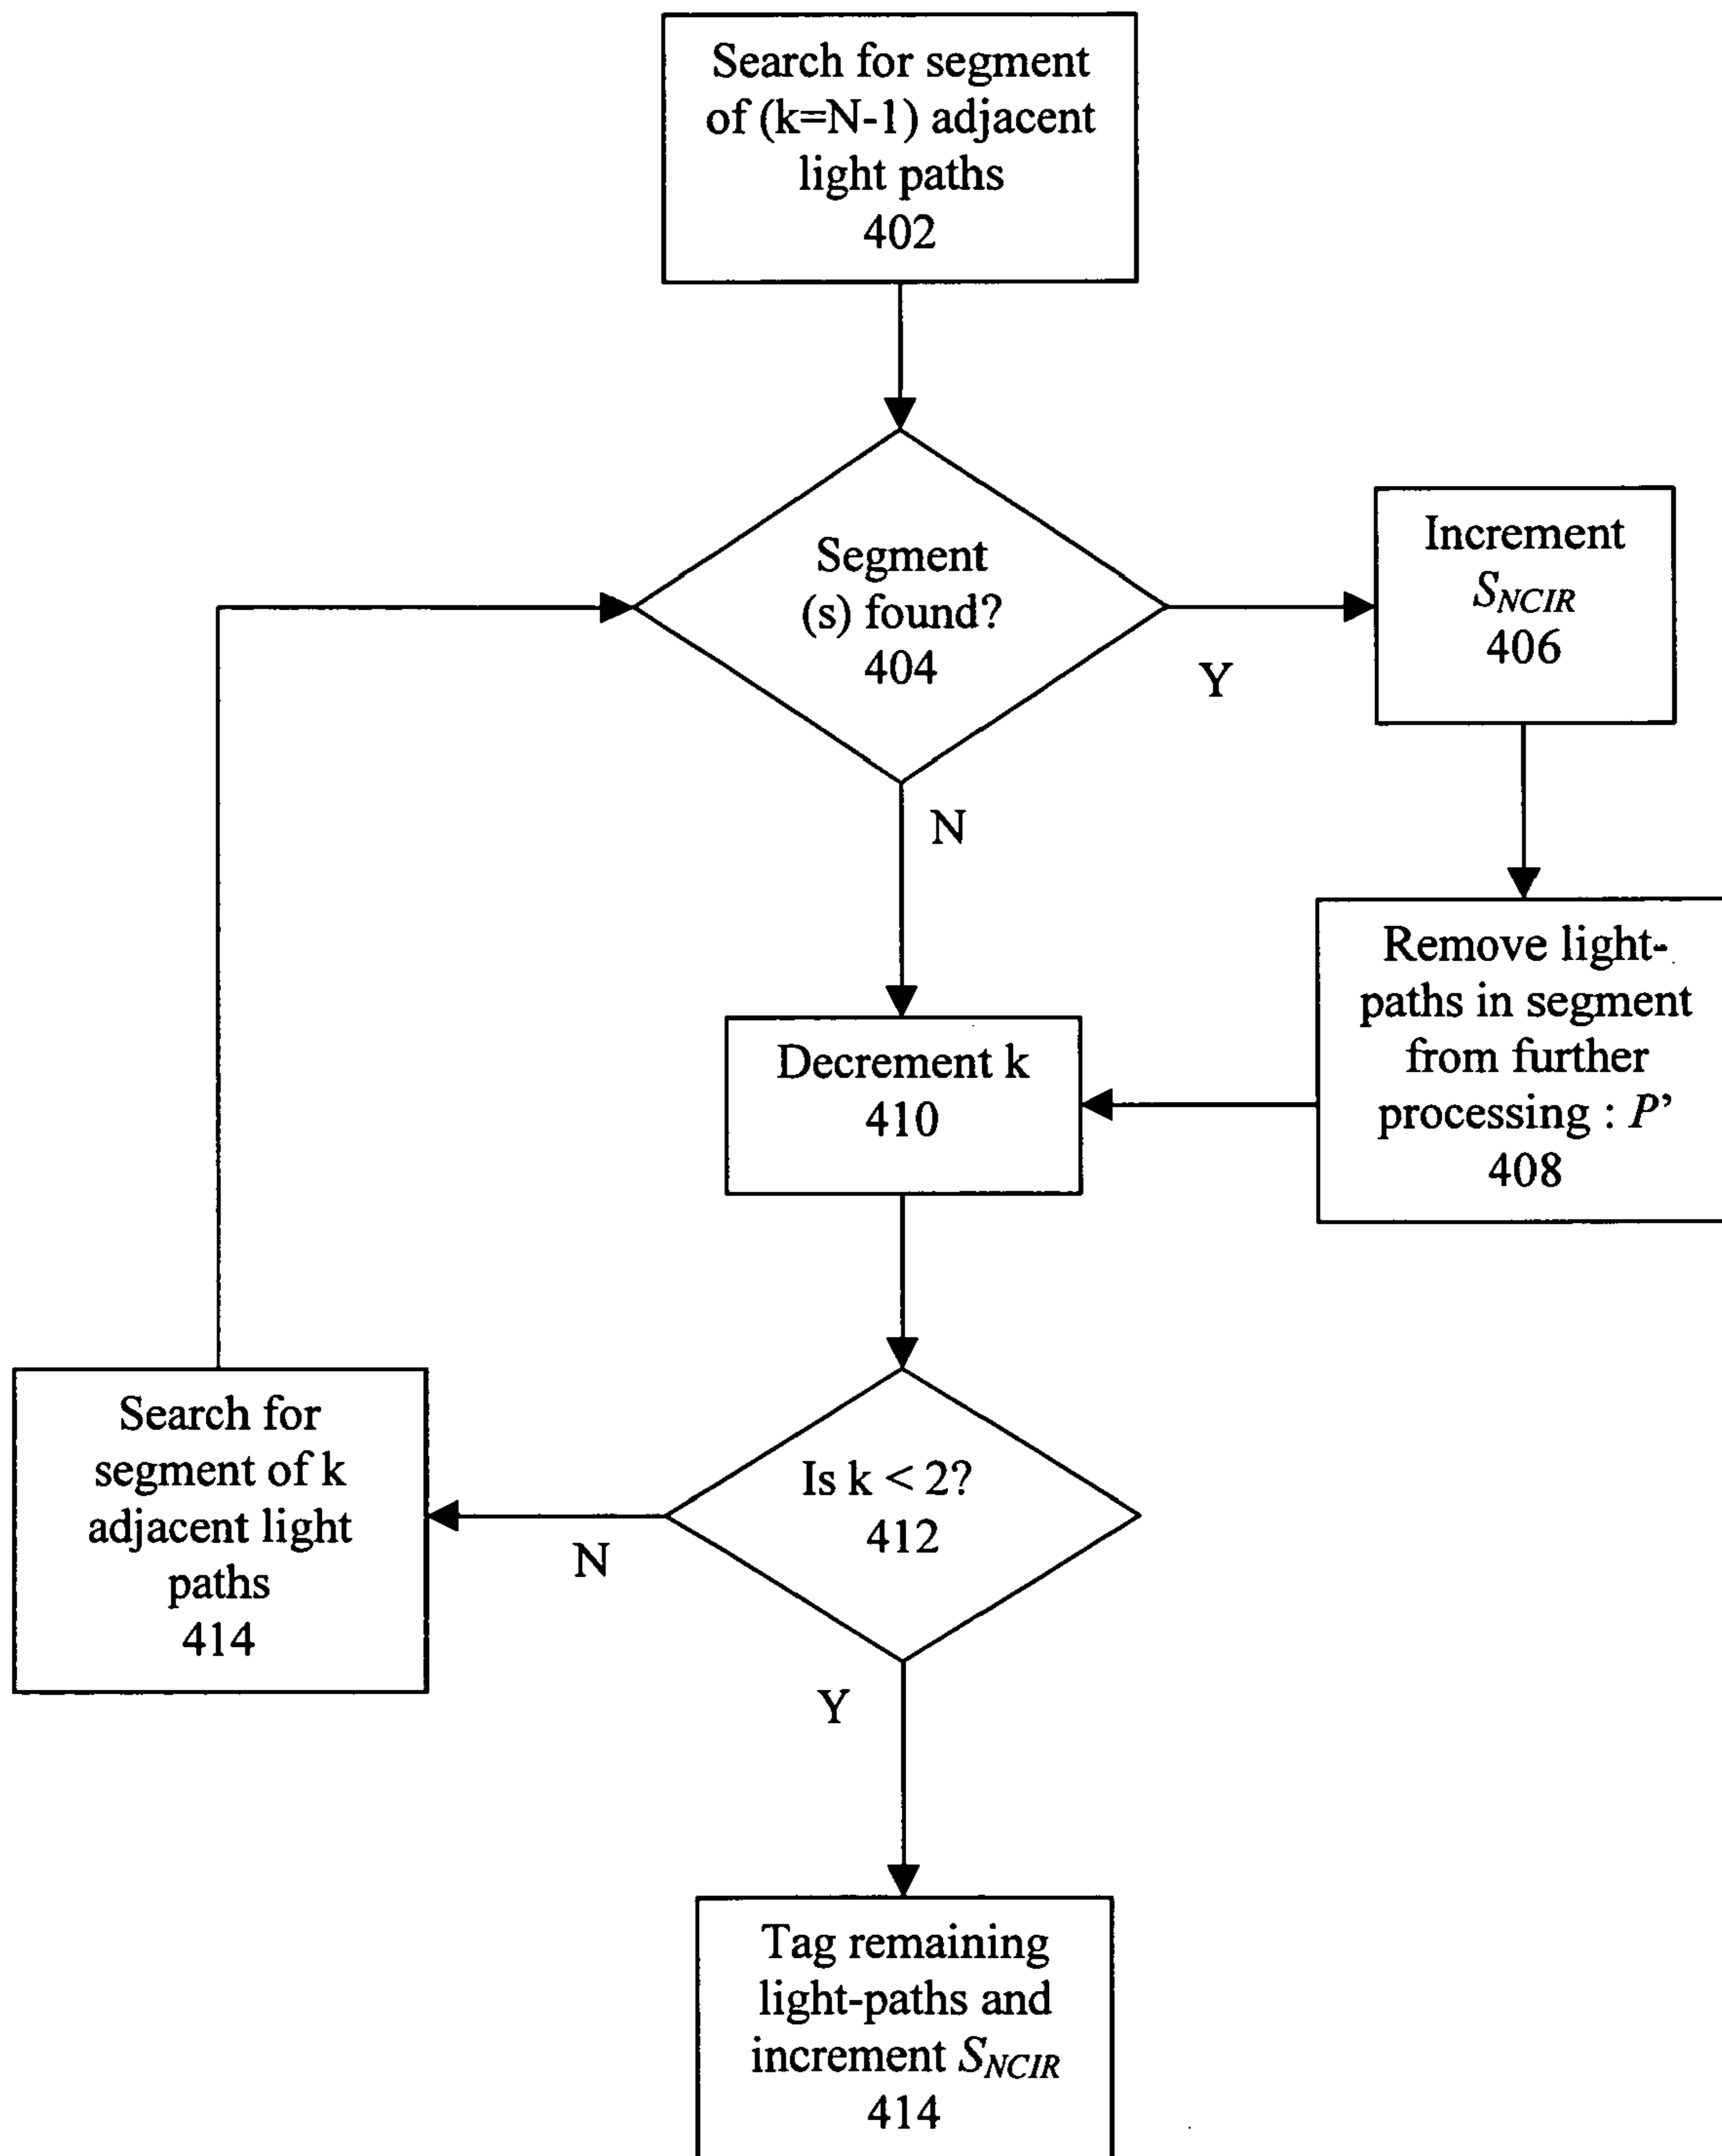 Search for segment
of (k=N-1) adjacent
light paths
402
Segment
(s) found?
404
Y
Increment
S_NCIR
406
N
Remove light-
paths in segment
from further
processing : P’
408
Decrement k
410
Search for
segment of k
adjacent light
paths
414
Is k < 2?
412
N
Y
Tag remaining
light-paths and
increment S_NCIR
414